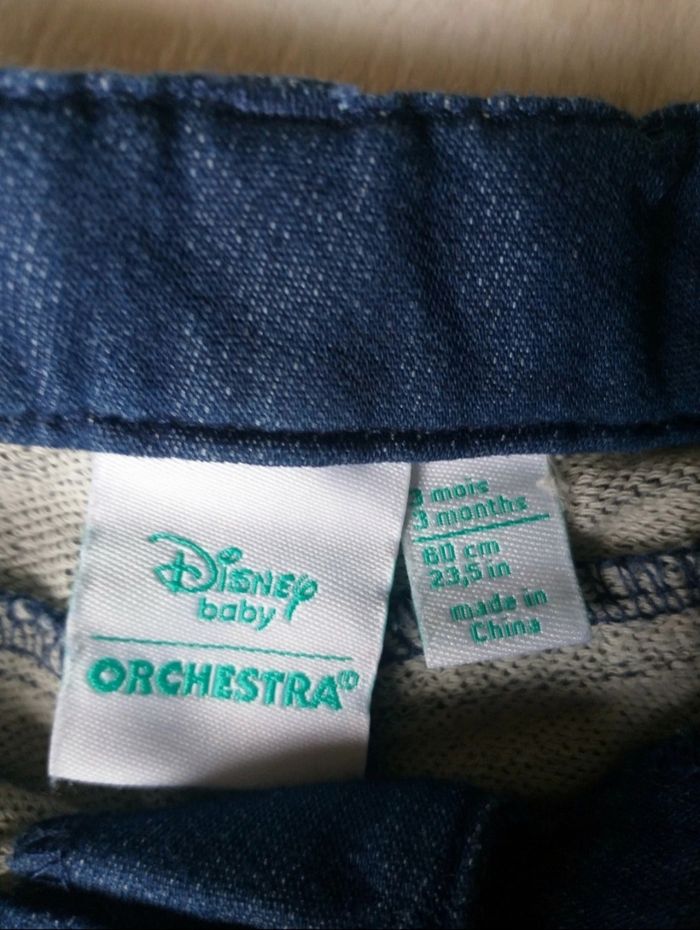 Disney
baby
ORCHESTRA
3 mois
3 months
60 cm
23,5 in
made in
China